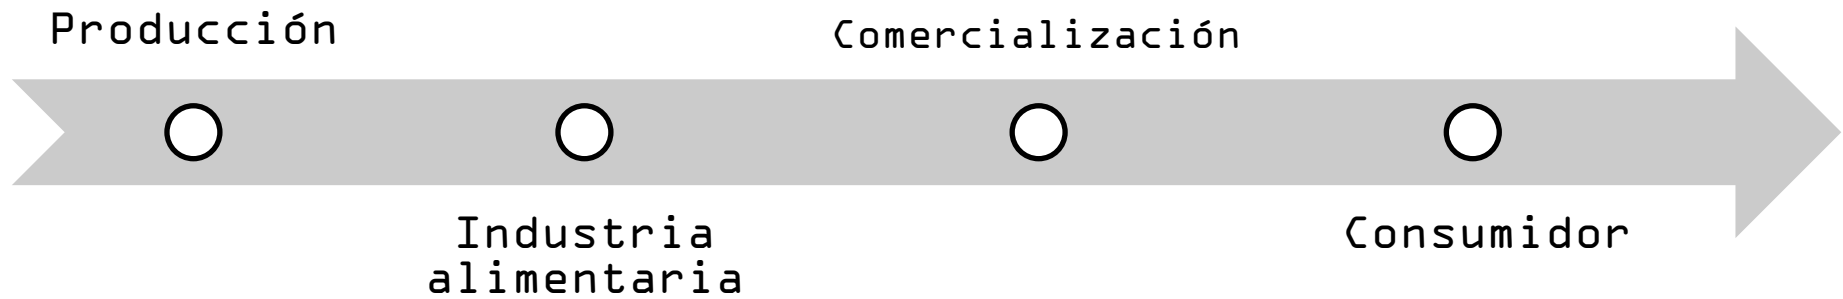 Producción
Comercialización
Industria
alimentaria
Consumidor